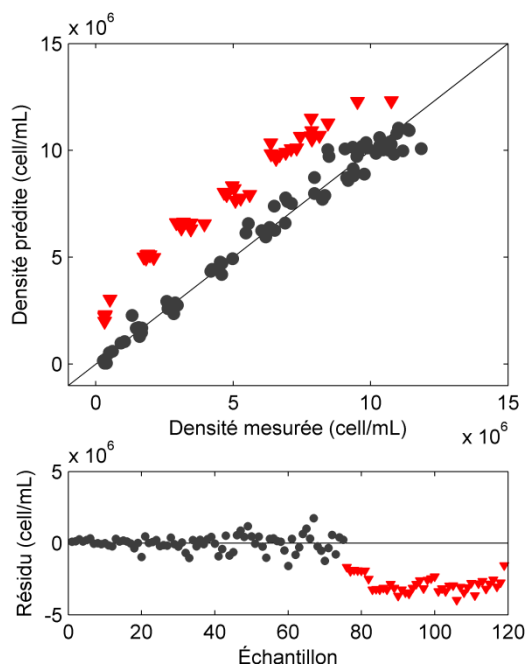 x 10^6
15
10
5
0
Densité prédite (cell/mL)
0 5 10 15
Densité mesurée (cell/mL)
x 10^6
x 10^6
5
0
-5
Résidu (cell/mL)
0 20 40 60 80 100 120
Échantillon